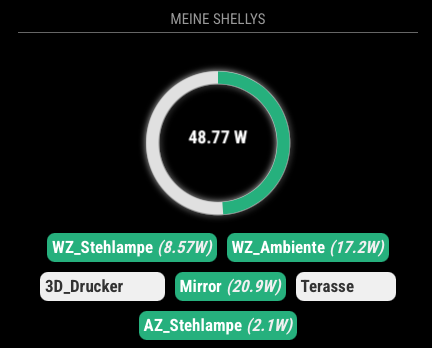 MEINE SHELLYS
48.77 W
WZ_Stehlampe (8.57W) WZ_Ambiente (17.2W)
3D_Drucker Mirror (20.9W) Terasse
AZ_Stehlampe (2.1W)